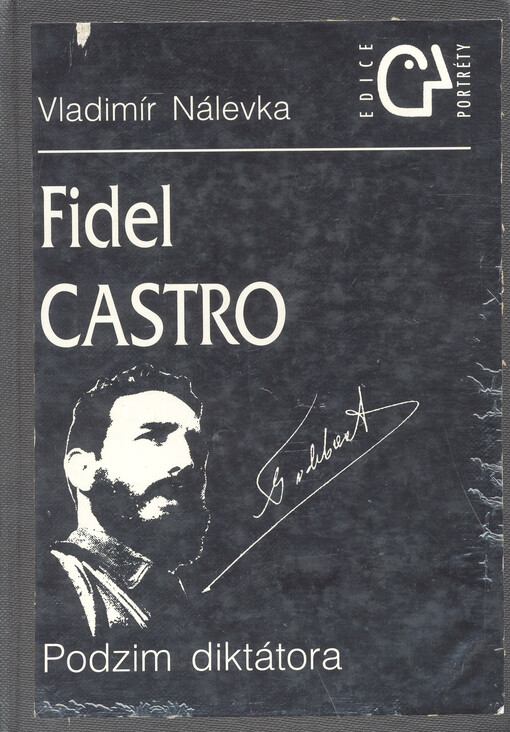 Vladimír Nálevka
EDICE
PORTRÉTY
Fidel
CASTRO
Podzim diktátora